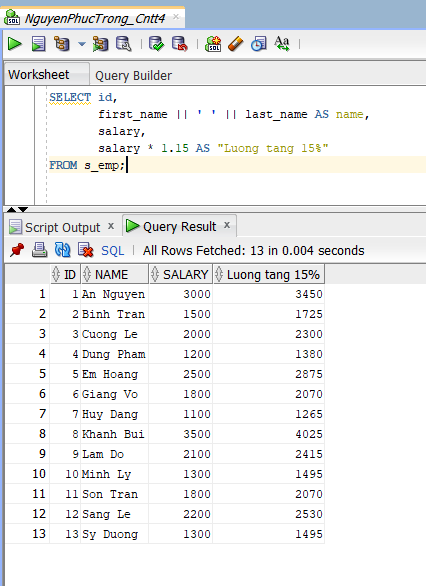 NguyenPhucTrong_Cntt4 ×
SQL Aa
Worksheet Query Builder
SELECT id,
first_name || ' ' || last_name AS name,
salary,
salary * 1.15 AS "Luong tang 15%"
FROM s_emp;
Script Output × Query Result ×
SQL | All Rows Fetched: 13 in 0.004 seconds
ID NAME SALARY Luong tang 15%
1 1 An Nguyen 3000 3450
2 2 Binh Tran 1500 1725
3 3 Cuong Le 2000 2300
4 4 Dung Pham 1200 1380
5 5 Em Hoang 2500 2875
6 6 Giang Vo 1800 2070
7 7 Huy Dang 1100 1265
8 8 Khanh Bui 3500 4025
9 9 Lam Do 2100 2415
10 10 Minh Ly 1300 1495
11 11 Son Tran 1800 2070
12 12 Sang Le 2200 2530
13 13 Sy Duong 1300 1495